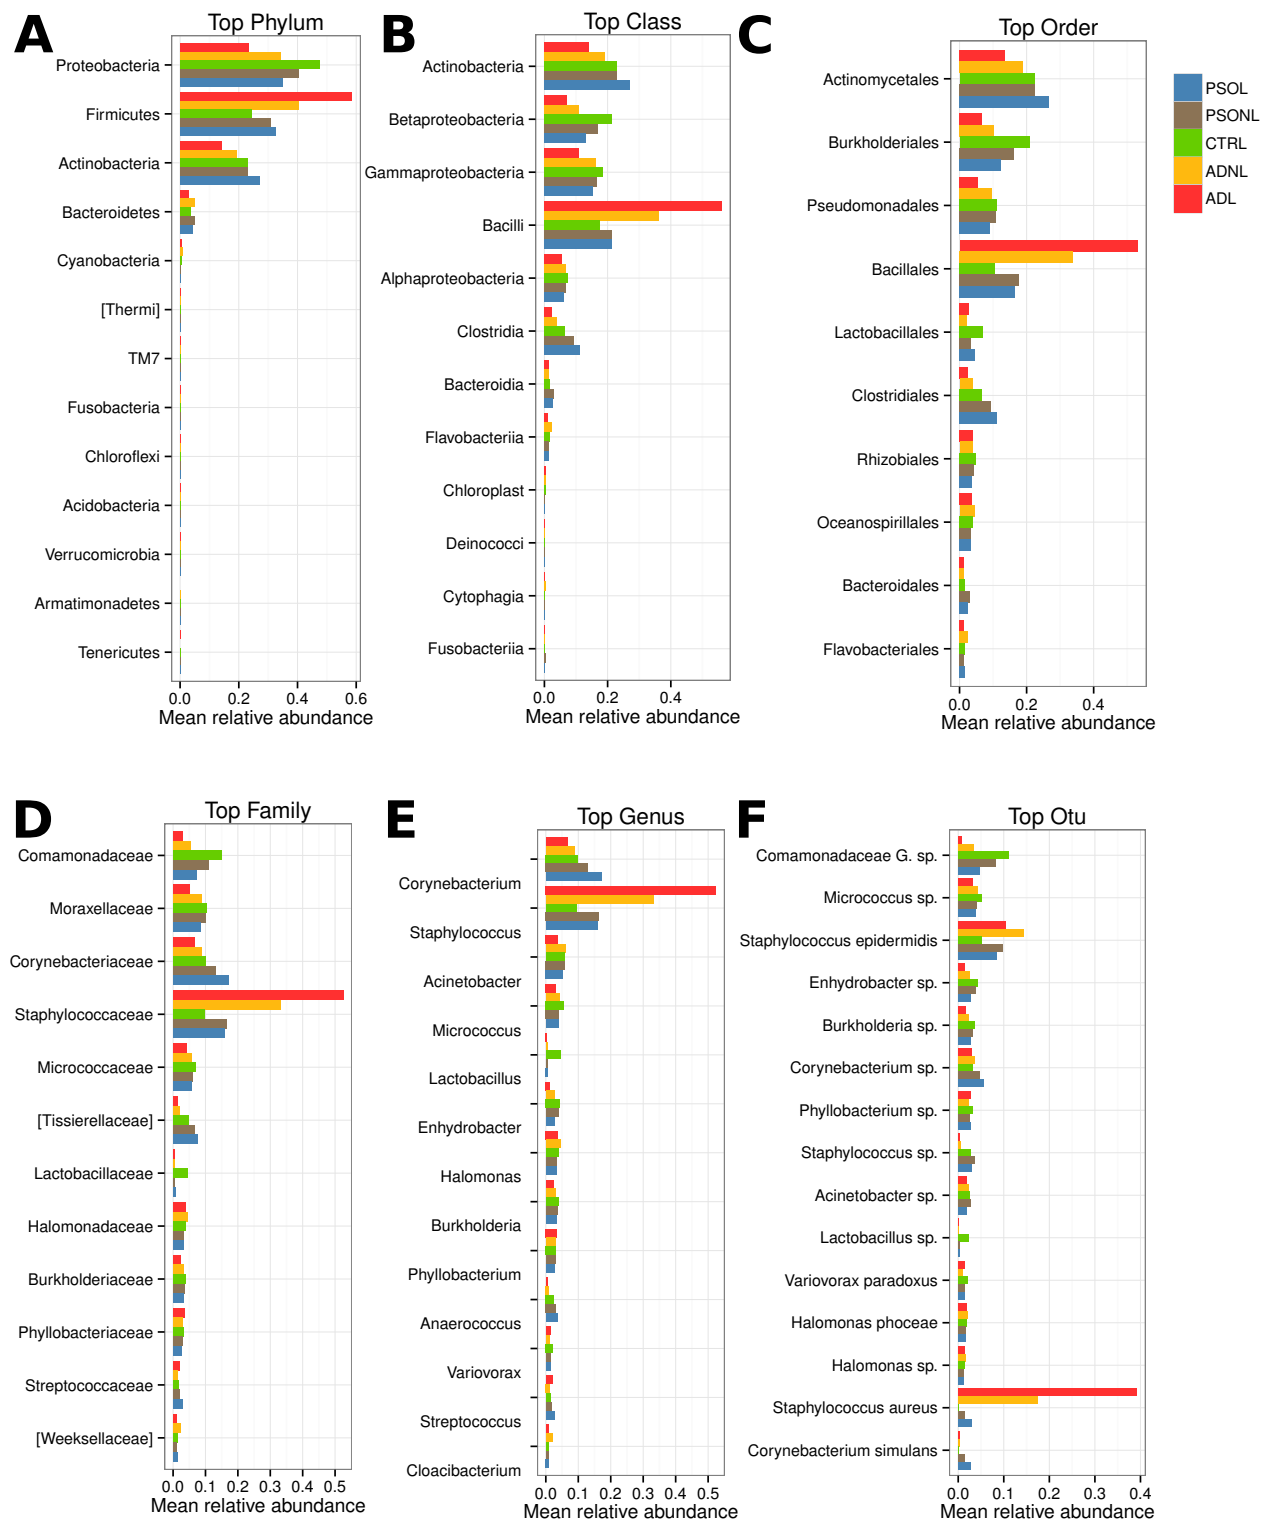 A
Top Phylum
Proteobacteria
Firmicutes
Actinobacteria
Bacteroidetes
Cyanobacteria
[Thermi]
TM7
Fusobacteria
Chloroflexi
Acidobacteria
Verrucomicrobia
Armatimonadetes
Tenericutes
0.0 0.2 0.4 0.6
Mean relative abundance
B
Top Class
Actinobacteria
Betaproteobacteria
Gammaproteobacteria
Bacilli
Alphaproteobacteria
Clostridia
Bacteroidia
Flavobacteriia
Chloroplast
Deinococci
Cytophagia
Fusobacteriia
0.0 0.2 0.4
Mean relative abundance
C
Top Order
Actinomycetales
Burkholderiales
Pseudomonadales
Bacillales
Lactobacillales
Clostridiales
Rhizobiales
Oceanospirillales
Bacteroidales
Flavobacteriales
0.0 0.2 0.4
Mean relative abundance
PSOL
PSONL
CTRL
ADNL
ADL
D
Top Family
Comamonadaceae
Moraxellaceae
Corynebacteriaceae
Staphylococcaceae
Micrococcaceae
[Tissierellaceae]
Lactobacillaceae
Halomonadaceae
Burkholderiaceae
Phyllobacteriaceae
Streptococcaceae
[Weeksellaceae]
0.0 0.1 0.2 0.3 0.4 0.5
Mean relative abundance
E
Top Genus
Corynebacterium
Staphylococcus
Acinetobacter
Micrococcus
Lactobacillus
Enhydrobacter
Halomonas
Burkholderia
Phyllobacterium
Anaerococcus
Variovorax
Streptococcus
Cloacibacterium
0.0 0.1 0.2 0.3 0.4 0.5
Mean relative abundance
F
Top Otu
Comamonadaceae G. sp.
Micrococcus sp.
Staphylococcus epidermidis
Enhydrobacter sp.
Burkholderia sp.
Corynebacterium sp.
Phyllobacterium sp.
Staphylococcus sp.
Acinetobacter sp.
Lactobacillus sp.
Variovorax paradoxus
Halomonas phoceae
Halomonas sp.
Staphylococcus aureus
Corynebacterium simulans
0.0 0.1 0.2 0.3 0.4
Mean relative abundance